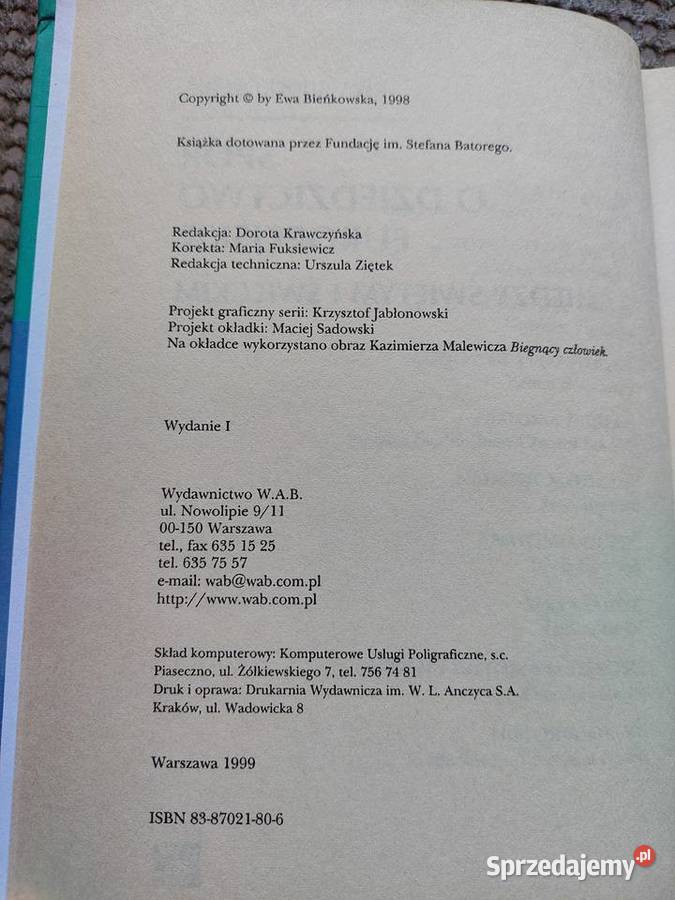 Copyright © by Ewa Bieńkowska, 1998
Książka dotowana przez Fundację im. Stefana Batorego.
Redakcja: Dorota Krawczyńska
Korekta: Maria Fuksiewicz
Redakcja techniczna: Urszula Ziętek
Projekt graficzny serii: Krzysztof Jabłonowski
Projekt okładki: Maciej Sadowski
Na okładce wykorzystano obraz Kazimierza Malewicza Biegnący człowiek.
Wydanie I
Wydawnictwo W.A.B.
ul. Nowolipie 9/11
00-150 Warszawa
tel., fax 635 15 25
tel. 635 75 57
e-mail: wab@wab.com.pl
http://www.wab.com.pl
Skład komputerowy: Komputerowe Usługi Poligraficzne, s.c.
Piaseczno, ul. Żółkiewskiego 7, tel. 756 74 81
Druk i oprawa: Drukarnia Wydawnicza im. W. L. Anczyca S.A.
Kraków, ul. Wadowicka 8
Warszawa 1999
ISBN 83-87021-80-6
Sprzedajemy.pl